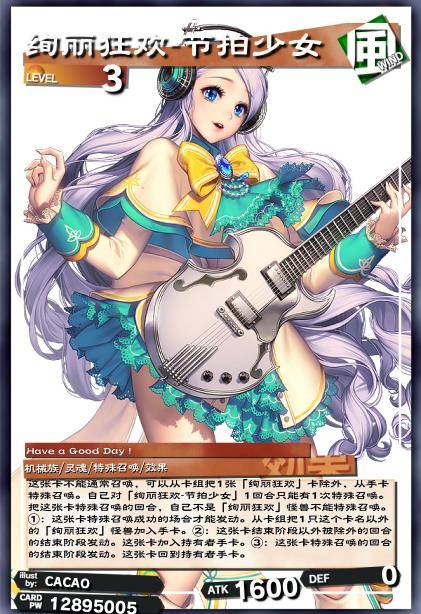 绚丽狂欢-节拍少女
風
WIND
LEVEL 3
Have a Good Day !
机械族/灵魂/特殊召唤/效果
这张卡不能通常召唤，可以从卡组把1张「绚丽狂欢」卡除外，从手卡
特殊召唤。自己对「绚丽狂欢-节拍少女」1回合只能有1次特殊召唤。
把这张卡特殊召唤的回合，自己不是「绚丽狂欢」怪兽不能特殊召唤。
①：这张卡特殊召唤成功的场合才能发动。从卡组把1只这个卡名以外
的「绚丽狂欢」怪兽加入手卡。②：这张卡结束阶段以外被除外的回合
的结束阶段发动。这张卡加入持有者手卡。③：这张卡特殊召唤的回合
的结束阶段发动。这张卡回到持有者手卡。
illust by: CACAO
ATK 1600 DEF 0
CARD PW 12895005